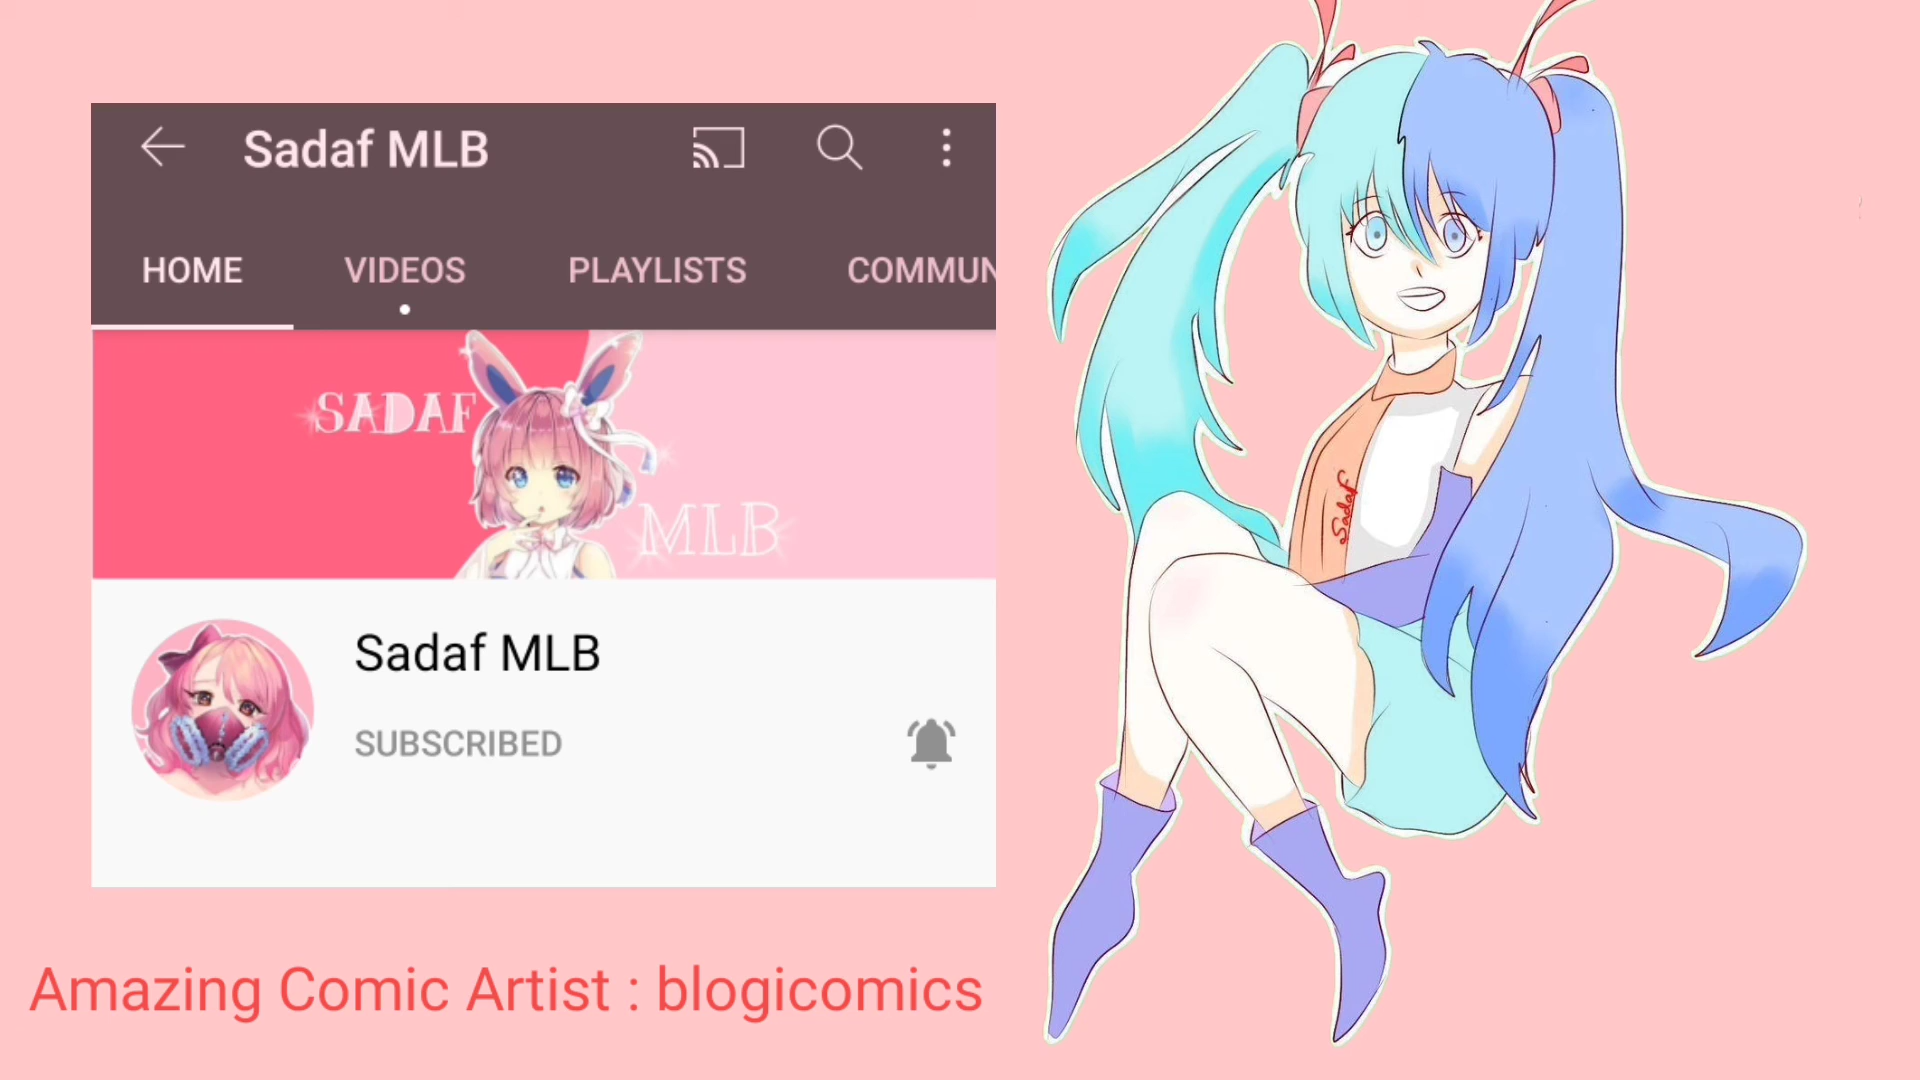 Sadaf MLB
HOME VIDEOS PLAYLISTS COMMUN
SADAF
MLB
Sadaf MLB
SUBSCRIBED
Amazing Comic Artist : blogicomics
Sadaf